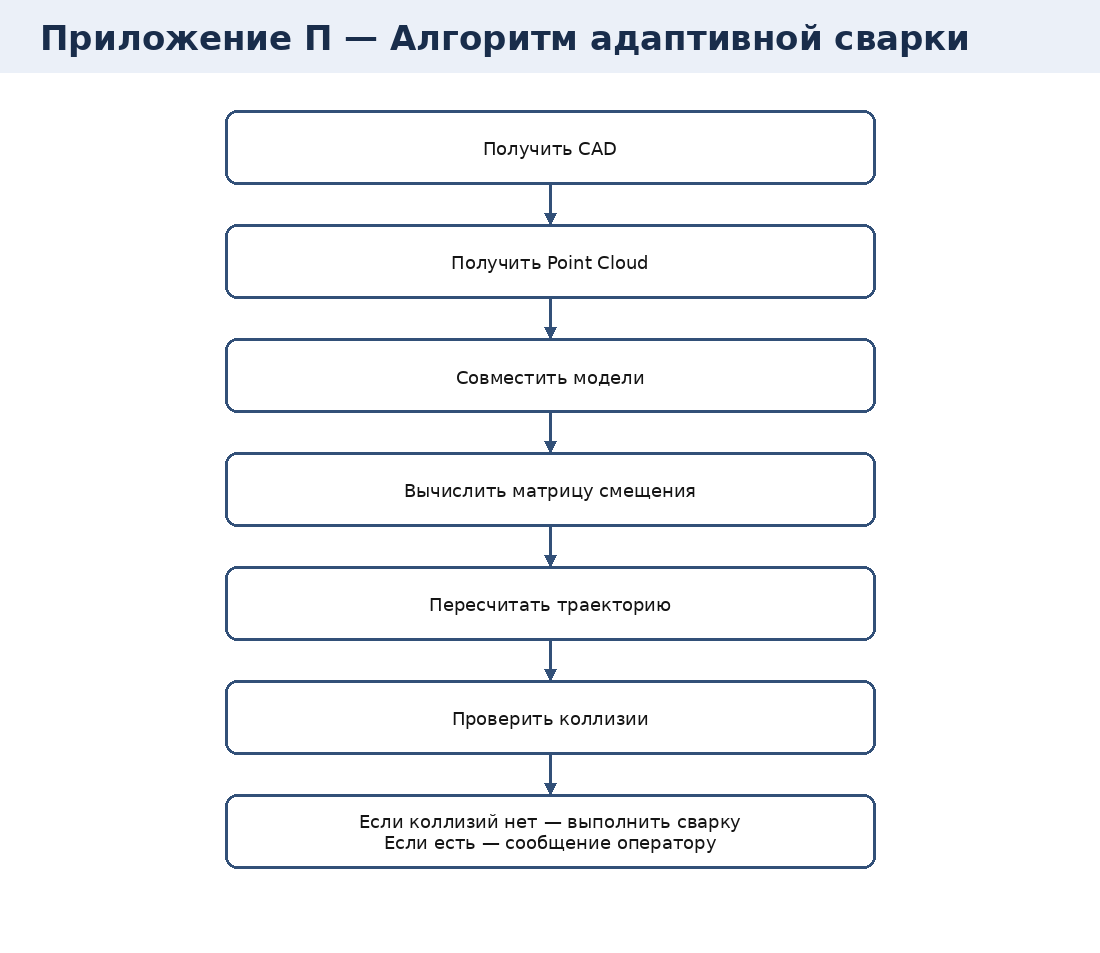 Приложение П — Алгоритм адаптивной сварки
Получить CAD
Получить Point Cloud
Совместить модели
Вычислить матрицу смещения
Пересчитать траекторию
Проверить коллизии
Если коллизий нет — выполнить сварку
Если есть — сообщение оператору